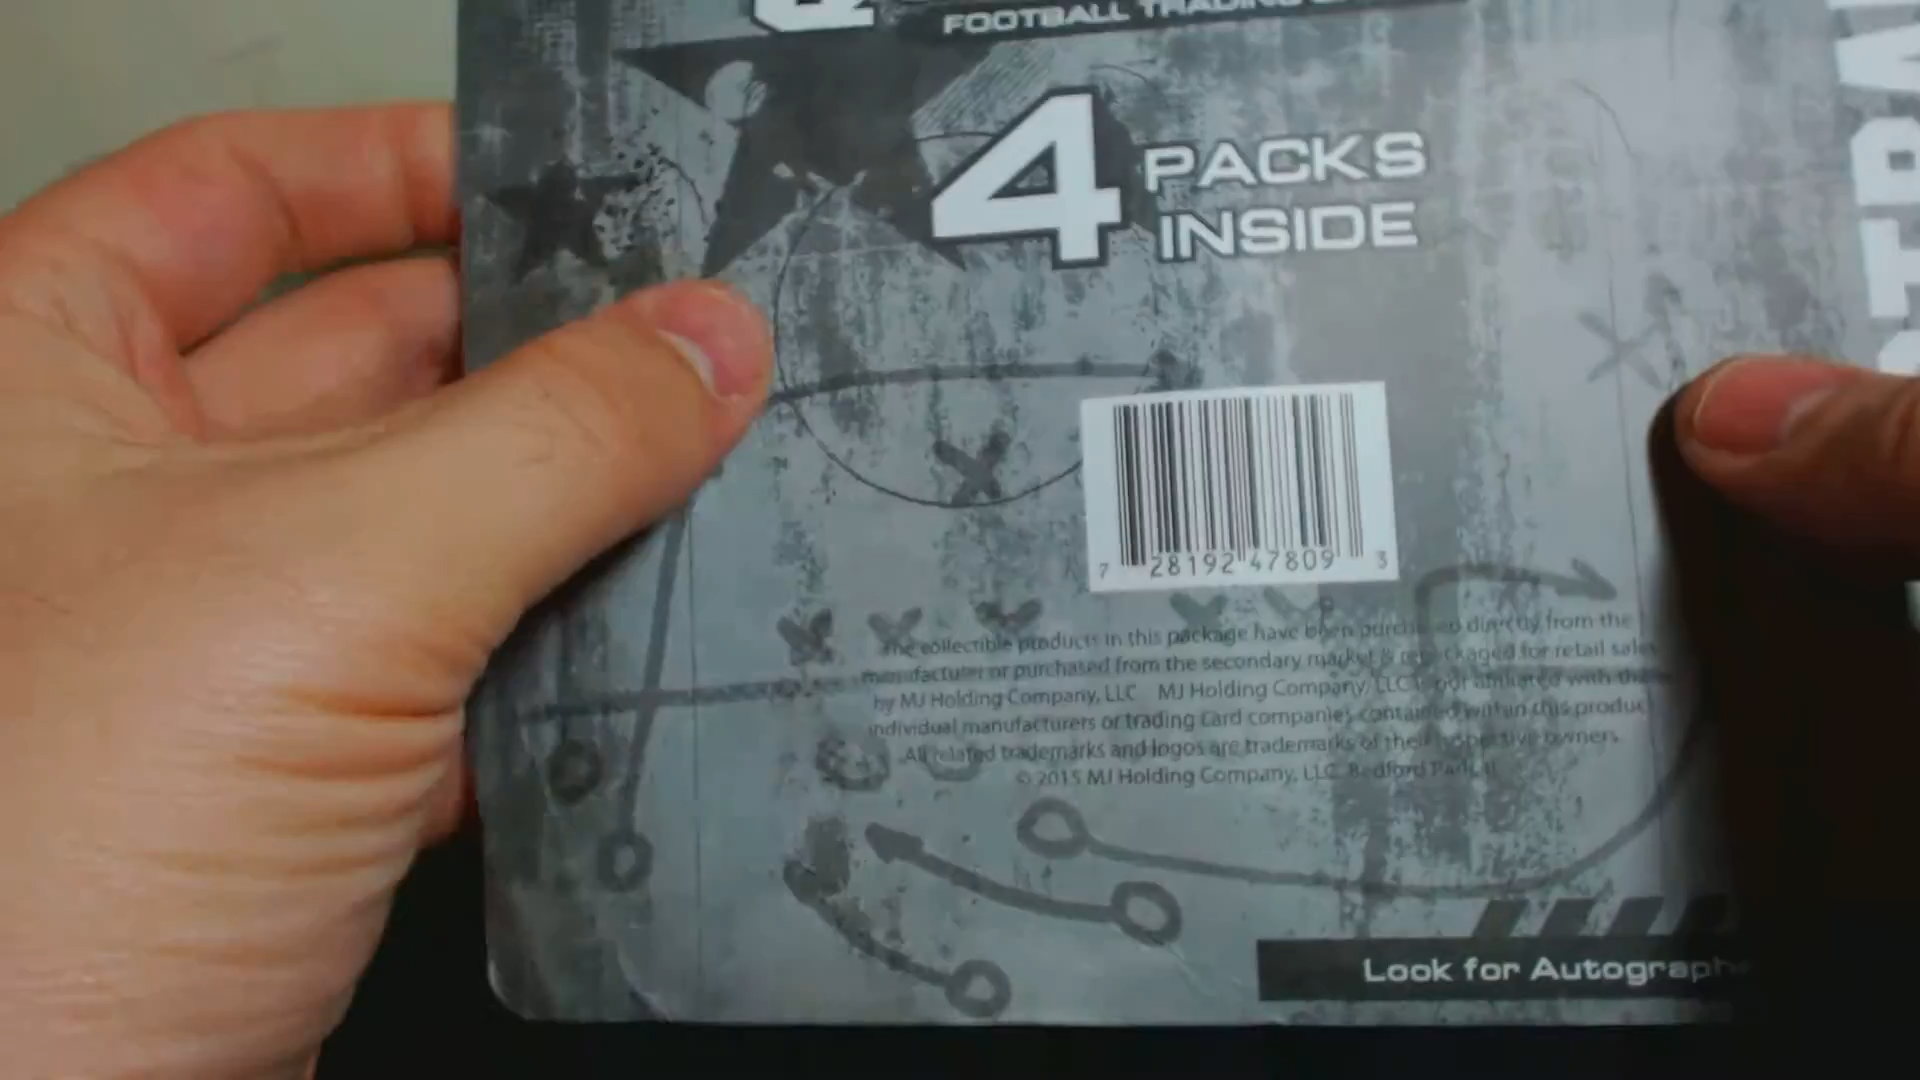 FOOTBALL TRADING
4 PACKS
INSIDE
7 28192 47809 3
The collectible products in this package have been purchased directly from the
manufacturer or purchased from the secondary market & repackaged for retail sales
by MJ Holding Company, LLC MJ Holding Company, LLC is not affiliated with the
individual manufacturers or trading card companies contained within this product
All related trademarks and logos are trademarks of their respective owners.
© 2015 MJ Holding Company, LLC Bedford Park, IL
Look for Autograph